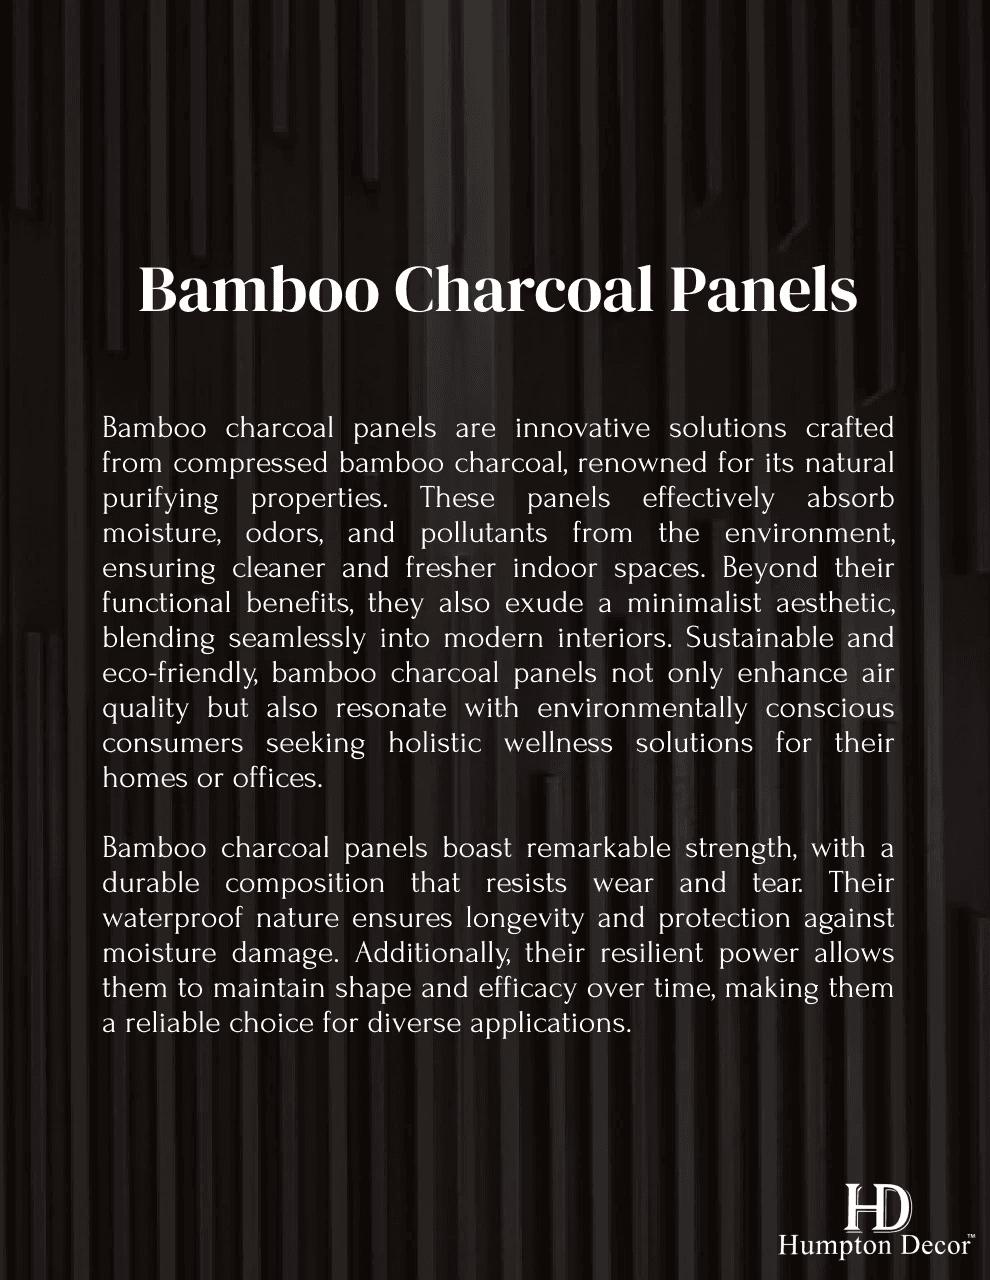 Bamboo Charcoal Panels
Bamboo charcoal panels are innovative solutions crafted
from compressed bamboo charcoal, renowned for its natural
purifying properties. These panels effectively absorb
moisture, odors, and pollutants from the environment,
ensuring cleaner and fresher indoor spaces. Beyond their
functional benefits, they also exude a minimalist aesthetic,
blending seamlessly into modern interiors. Sustainable and
eco-friendly, bamboo charcoal panels not only enhance air
quality but also resonate with environmentally conscious
consumers seeking holistic wellness solutions for their
homes or offices.
Bamboo charcoal panels boast remarkable strength, with a
durable composition that resists wear and tear. Their
waterproof nature ensures longevity and protection against
moisture damage. Additionally, their resilient power allows
them to maintain shape and efficacy over time, making them
a reliable choice for diverse applications.
HD
Humpton Decor™